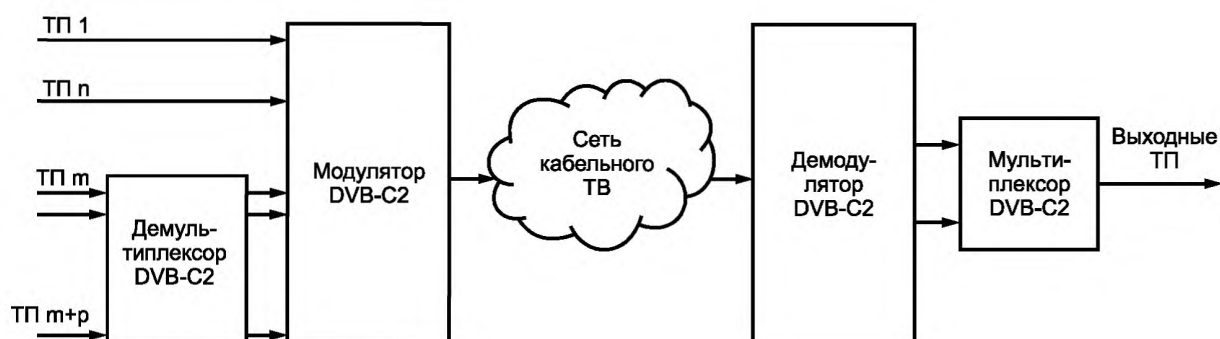 ТП 1
ТП n
ТП m
ТП m+p
Демуль-
типлексор
DVB-C2
Модулятор
DVB-C2
Сеть
кабельного
ТВ
Демоду-
лятор
DVB-C2
Мульти-
плексор
DVB-C2
Выходные
ТП